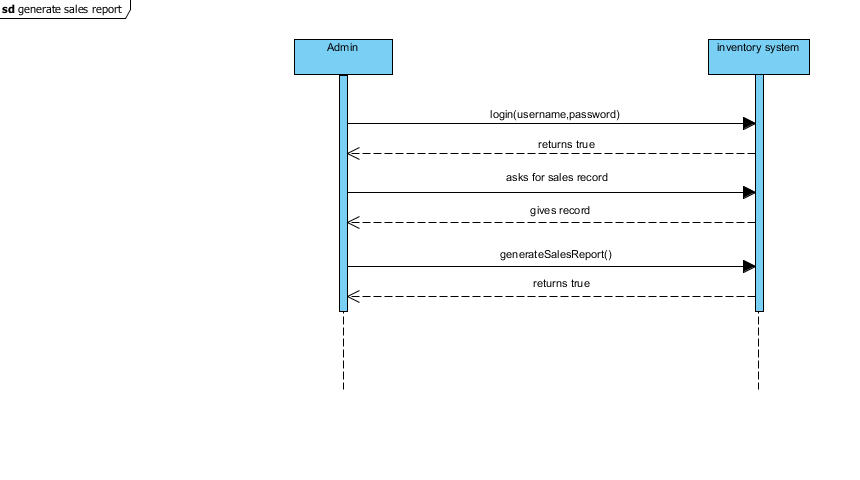 sd generate sales report
Admin
inventory system
login(username,password)
returns true
asks for sales record
gives record
generateSalesReport()
returns true